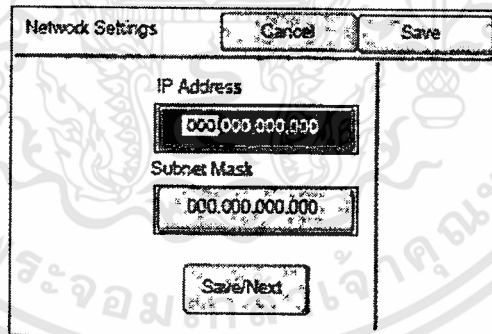 Network Settings
Cancel
Save
IP Address
000.000.000.000
Subnet Mask
000.000.000.000
Save/Next